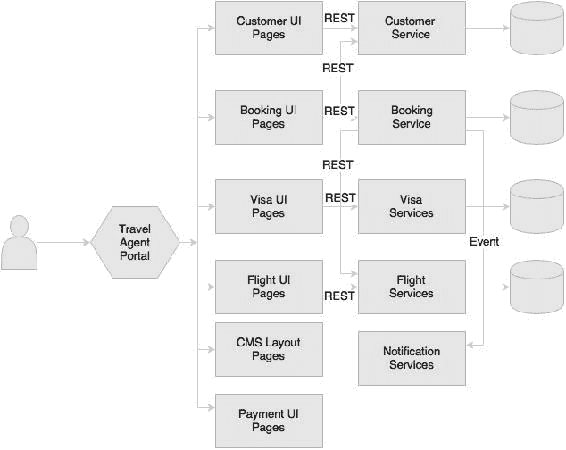 Customer UI
Pages
REST
Customer
Service
REST
Booking UI
Pages
REST
Booking
Service
REST
Visa UI
Pages
REST
Visa
Services
Travel
Agent
Portal
Event
Flight UI
Pages
REST
Flight
Services
CMS Layout
Pages
Notification
Services
Payment UI
Pages